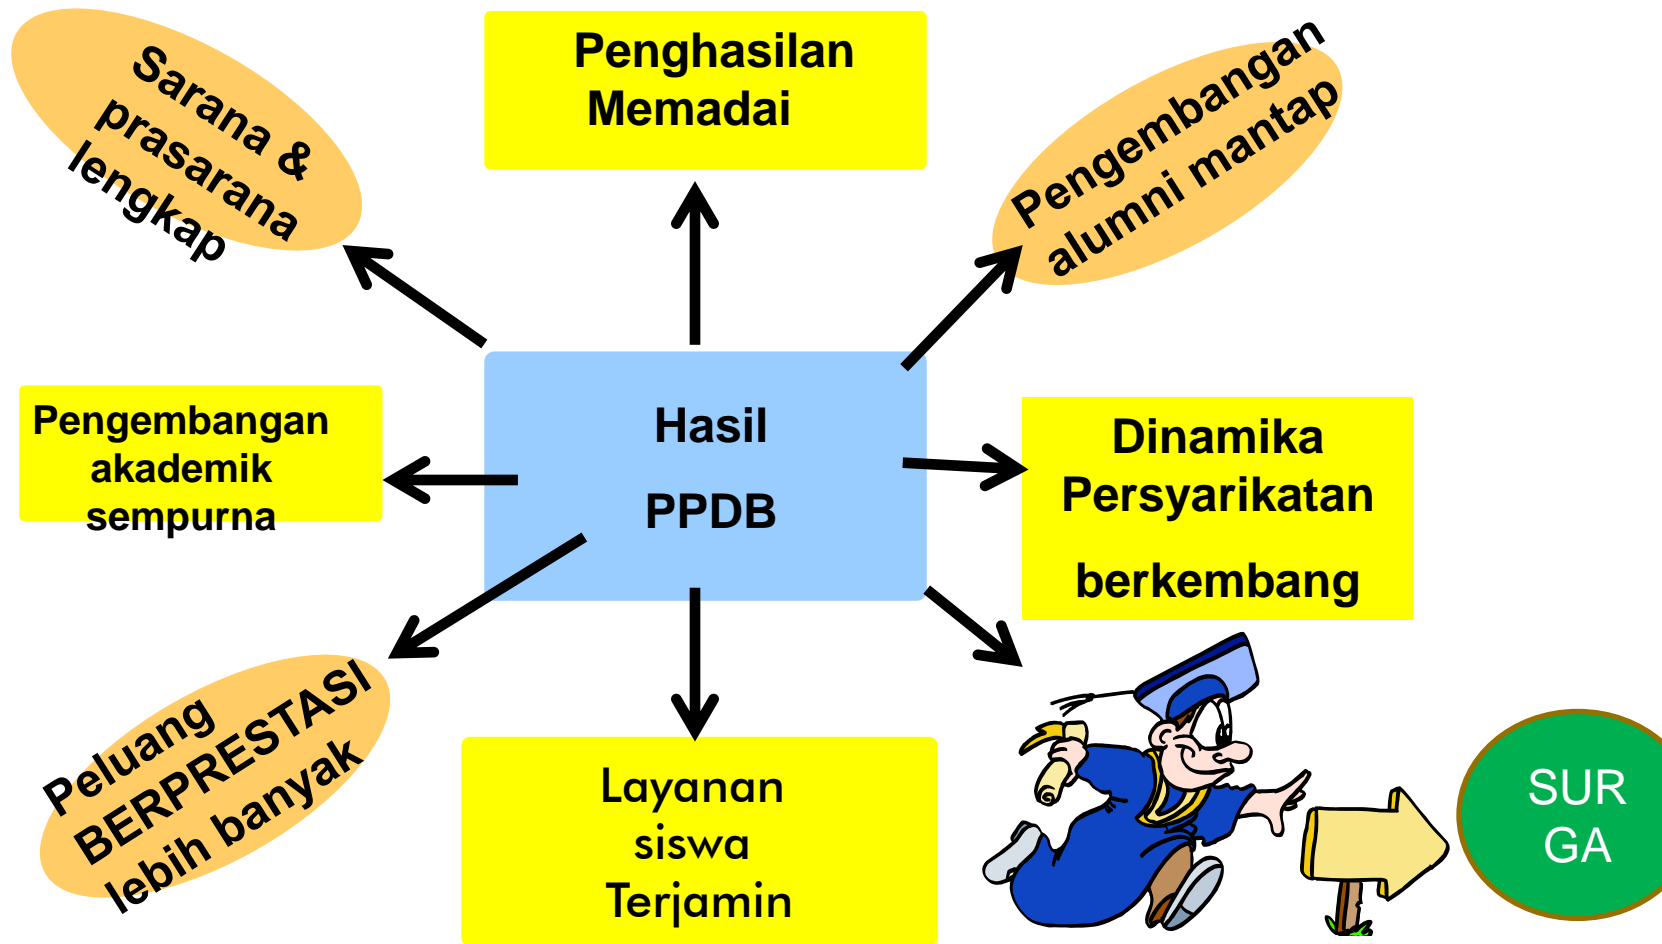 Sarana &
prasarana
lengkap
Penghasilan
Memadai
Pengembangan
alumni mantap
Pengembangan
akademik
sempurna
Hasil
PPDB
Dinamika
Persyarikatan
berkembang
Peluang
BERPRESTASI
lebih banyak
Layanan
siswa
Terjamin
SUR
GA